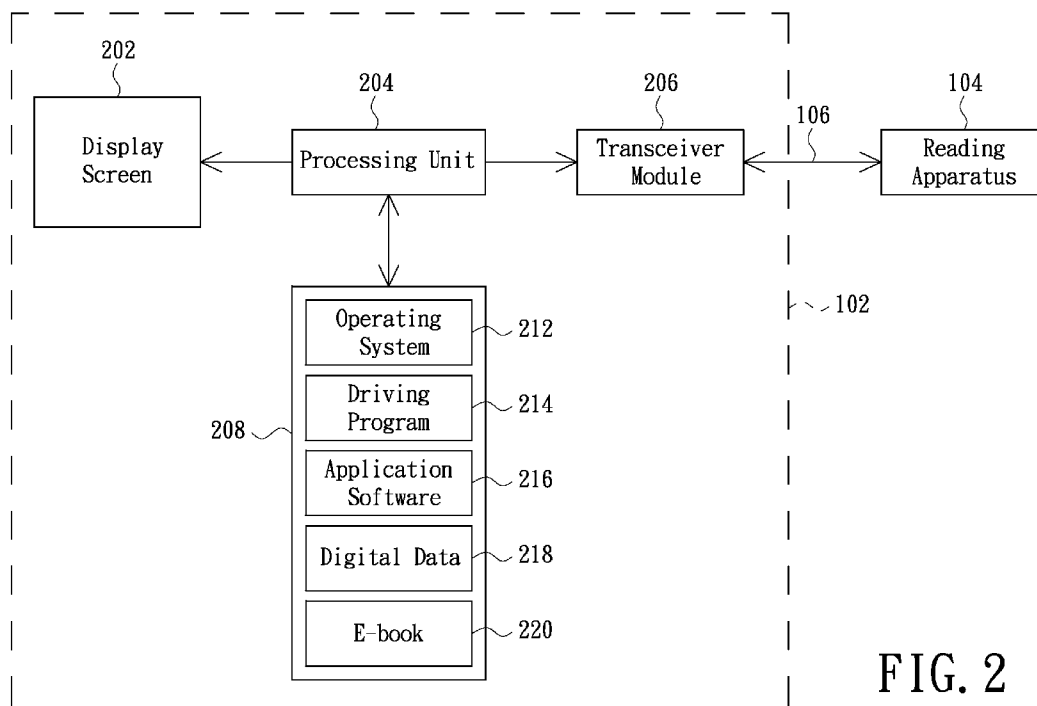 202
204
206
104
106
Display
Screen
Processing Unit
Transceiver
Module
Reading
Apparatus
102
208
Operating
System
212
Driving
Program
214
Application
Software
216
Digital Data
218
E-book
220
FIG. 2